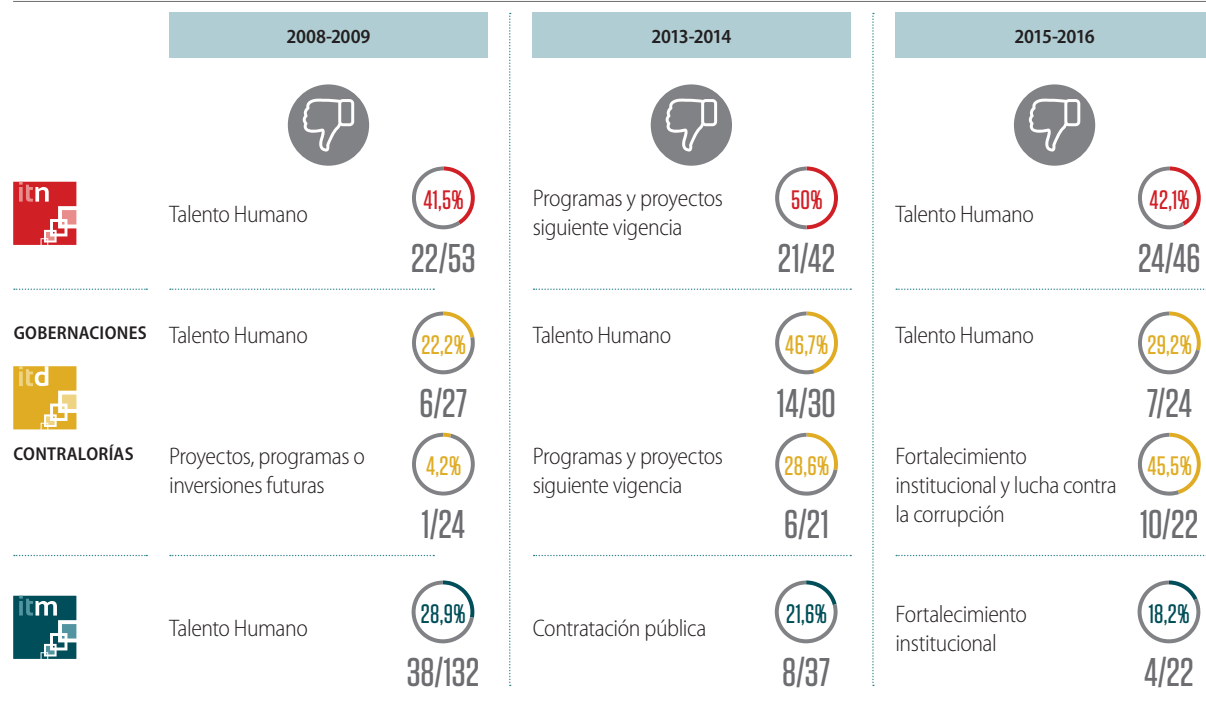 2008-2009
2013-2014
2015-2016
itn
Talento Humano
41,5%
22/53
Programas y proyectos
siguiente vigencia
50%
21/42
Talento Humano
42,1%
24/46
GOBERNACIONES
itd
Talento Humano
22,2%
6/27
Talento Humano
46,7%
14/30
Talento Humano
29,2%
7/24
CONTRALORÍAS
Proyectos, programas o
inversiones futuras
4,2%
1/24
Programas y proyectos
siguiente vigencia
28,6%
6/21
Fortalecimiento
institucional y lucha contra
la corrupción
45,5%
10/22
itm
Talento Humano
28,9%
38/132
Contratación pública
21,6%
8/37
Fortalecimiento
institucional
18,2%
4/22